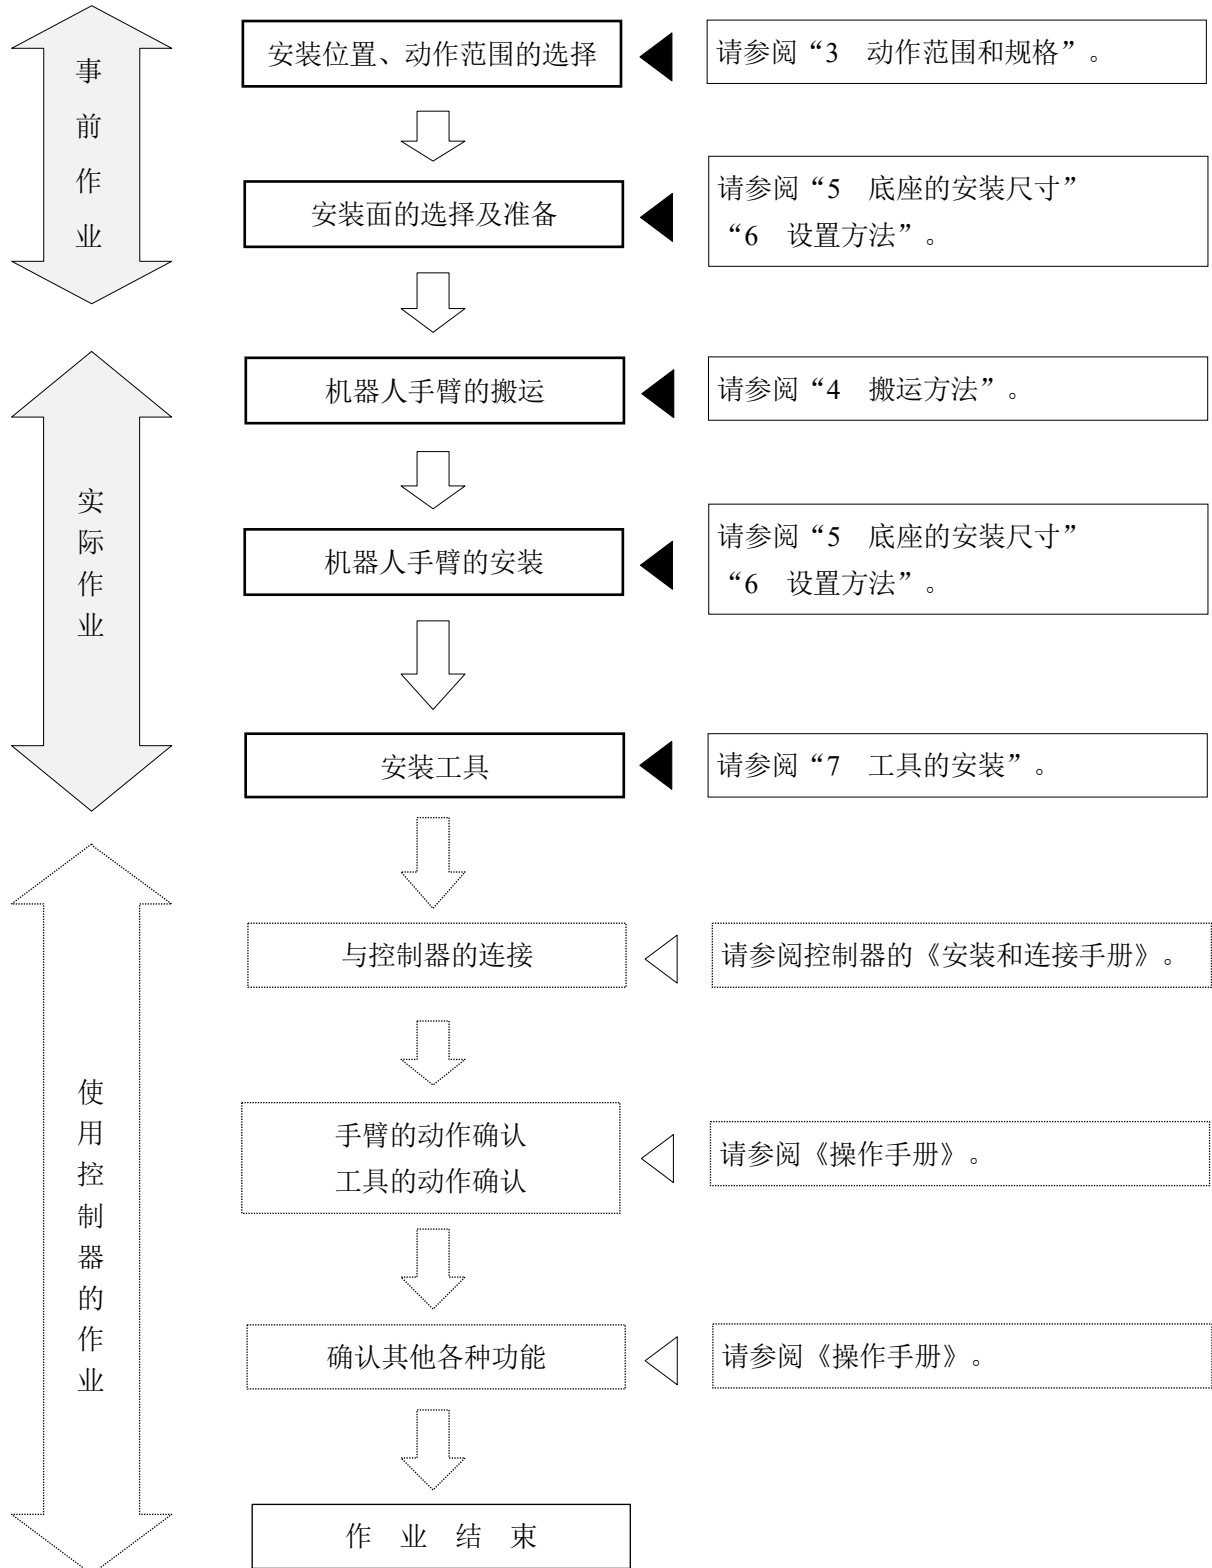 事前作业
安装位置、动作范围的选择
请参阅“3　动作范围和规格”。
安装面的选择及准备
请参阅“5　底座的安装尺寸”
“6　设置方法”。
实际作业
机器人手臂的搬运
请参阅“4　搬运方法”。
机器人手臂的安装
请参阅“5　底座的安装尺寸”
“6　设置方法”。
安装工具
请参阅“7　工具的安装”。
使用控制器的作业
与控制器的连接
请参阅控制器的《安装和连接手册》。
手臂的动作确认
工具的动作确认
请参阅《操作手册》。
确认其他各种功能
请参阅《操作手册》。
作　业　结　束